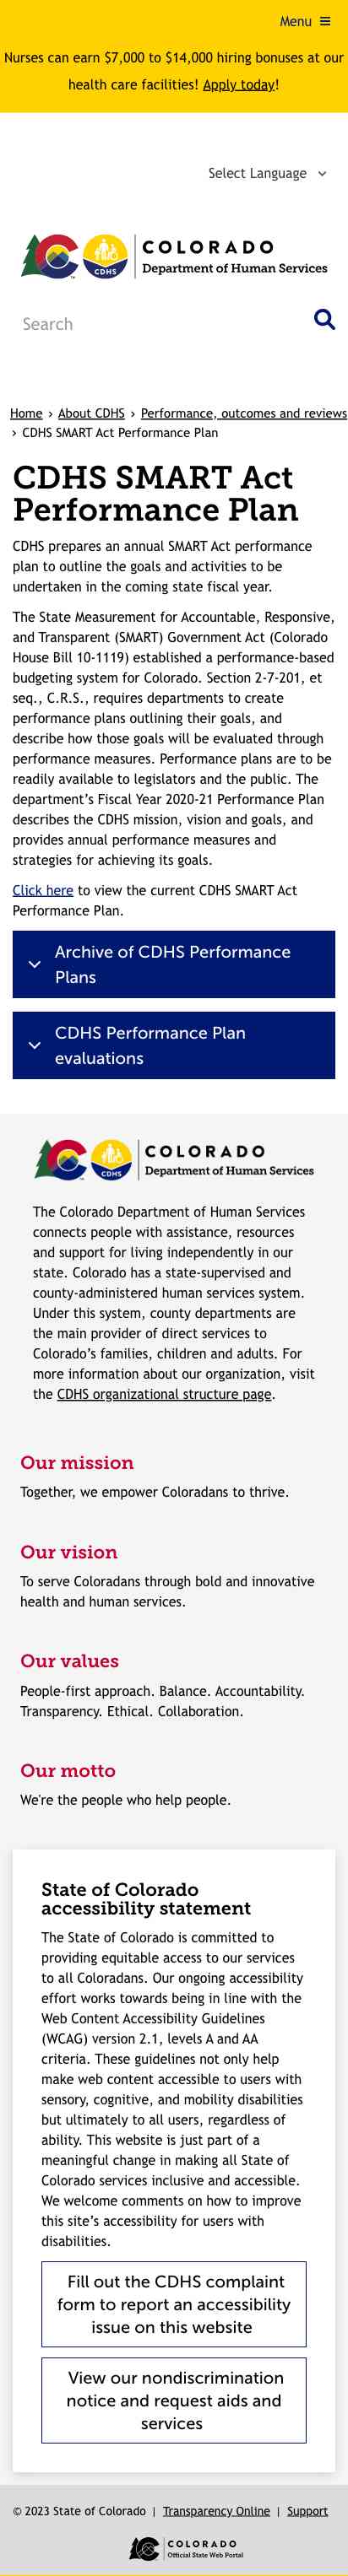 Menu
Nurses can earn $7,000 to $14,000 hiring bonuses at our
health care facilities! Apply today!
Select Language
CDHS
COLORADO
Department of Human Services
Search
Home › About CDHS › Performance, outcomes and reviews
› CDHS SMART Act Performance Plan
CDHS SMART Act
Performance Plan
CDHS prepares an annual SMART Act performance
plan to outline the goals and activities to be
undertaken in the coming state fiscal year.
The State Measurement for Accountable, Responsive,
and Transparent (SMART) Government Act (Colorado
House Bill 10-1119) established a performance-based
budgeting system for Colorado. Section 2-7-201, et
seq., C.R.S., requires departments to create
performance plans outlining their goals, and
describe how those goals will be evaluated through
performance measures. Performance plans are to be
readily available to legislators and the public. The
department’s Fiscal Year 2020-21 Performance Plan
describes the CDHS mission, vision and goals, and
provides annual performance measures and
strategies for achieving its goals.
Click here to view the current CDHS SMART Act
Performance Plan.
Archive of CDHS Performance
Plans
CDHS Performance Plan
evaluations
CDHS
COLORADO
Department of Human Services
The Colorado Department of Human Services
connects people with assistance, resources
and support for living independently in our
state. Colorado has a state-supervised and
county-administered human services system.
Under this system, county departments are
the main provider of direct services to
Colorado’s families, children and adults. For
more information about our organization, visit
the CDHS organizational structure page.
Our mission
Together, we empower Coloradans to thrive.
Our vision
To serve Coloradans through bold and innovative
health and human services.
Our values
People-first approach. Balance. Accountability.
Transparency. Ethical. Collaboration.
Our motto
We're the people who help people.
State of Colorado
accessibility statement
The State of Colorado is committed to
providing equitable access to our services
to all Coloradans. Our ongoing accessibility
effort works towards being in line with the
Web Content Accessibility Guidelines
(WCAG) version 2.1, levels A and AA
criteria. These guidelines not only help
make web content accessible to users with
sensory, cognitive, and mobility disabilities
but ultimately to all users, regardless of
ability. This website is just part of a
meaningful change in making all State of
Colorado services inclusive and accessible.
We welcome comments on how to improve
this site’s accessibility for users with
disabilities.
Fill out the CDHS complaint
form to report an accessibility
issue on this website
View our nondiscrimination
notice and request aids and
services
© 2023 State of Colorado | Transparency Online | Support
COLORADO
Official State Web Portal